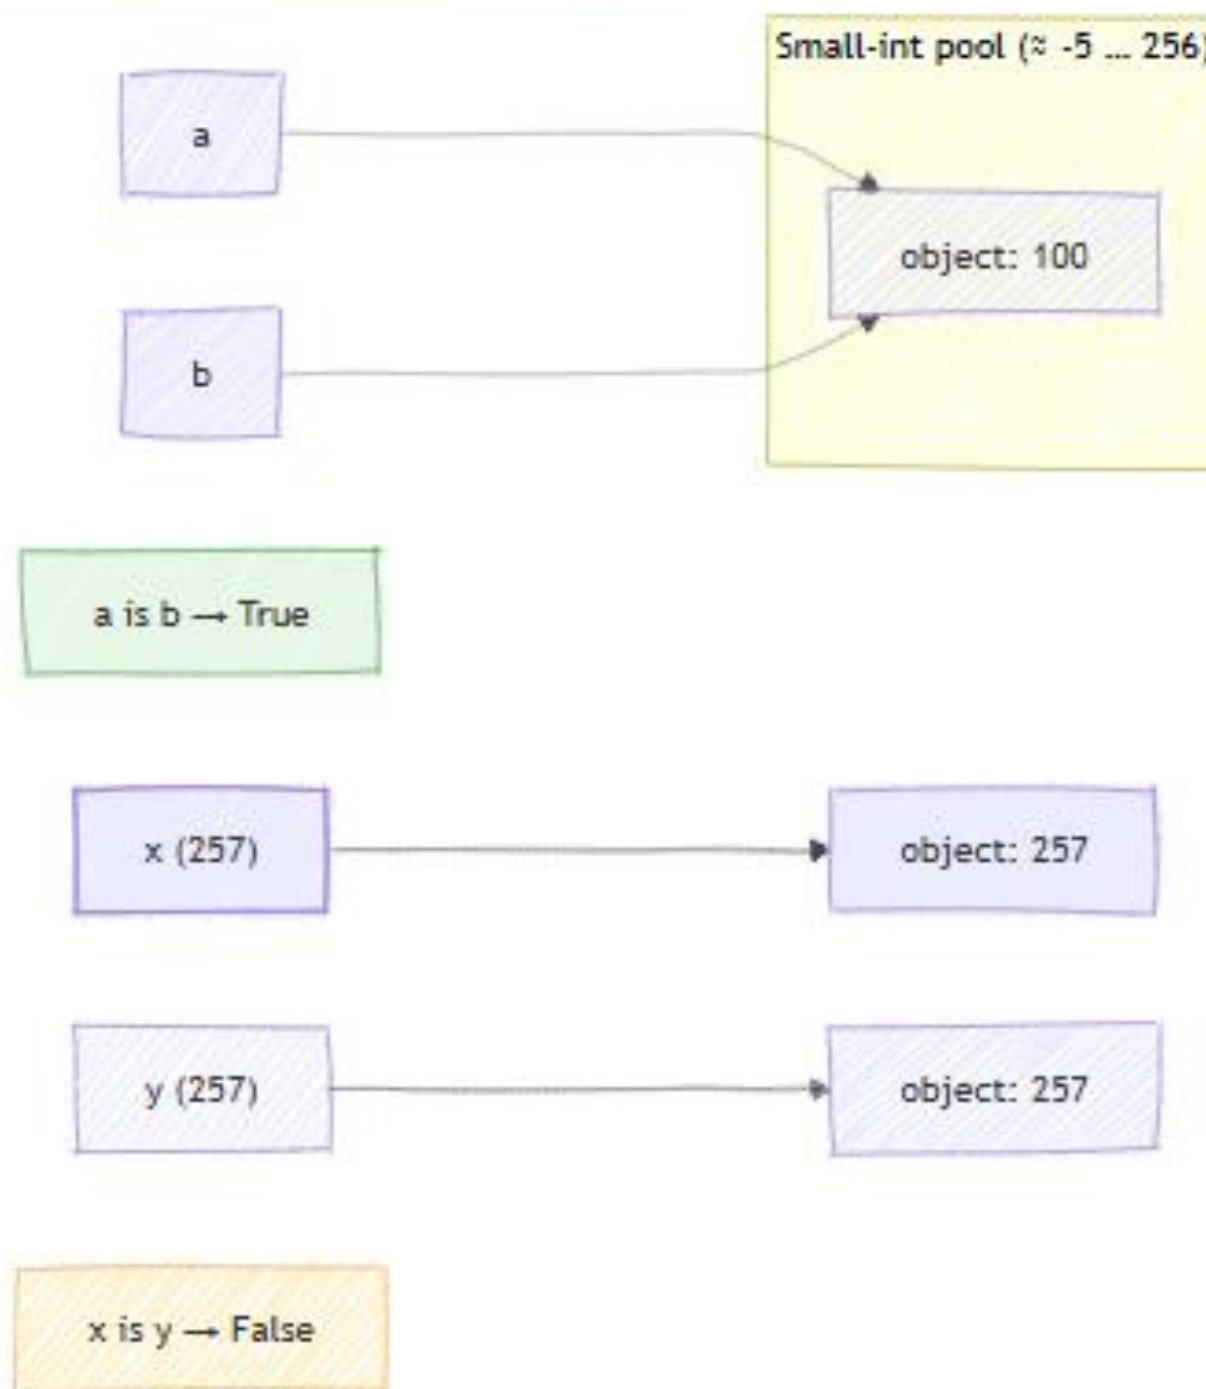 Small-int pool (≈ -5 ... 256)
a
object: 100
b
a is b → True
x (257)
object: 257
y (257)
object: 257
x is y → False